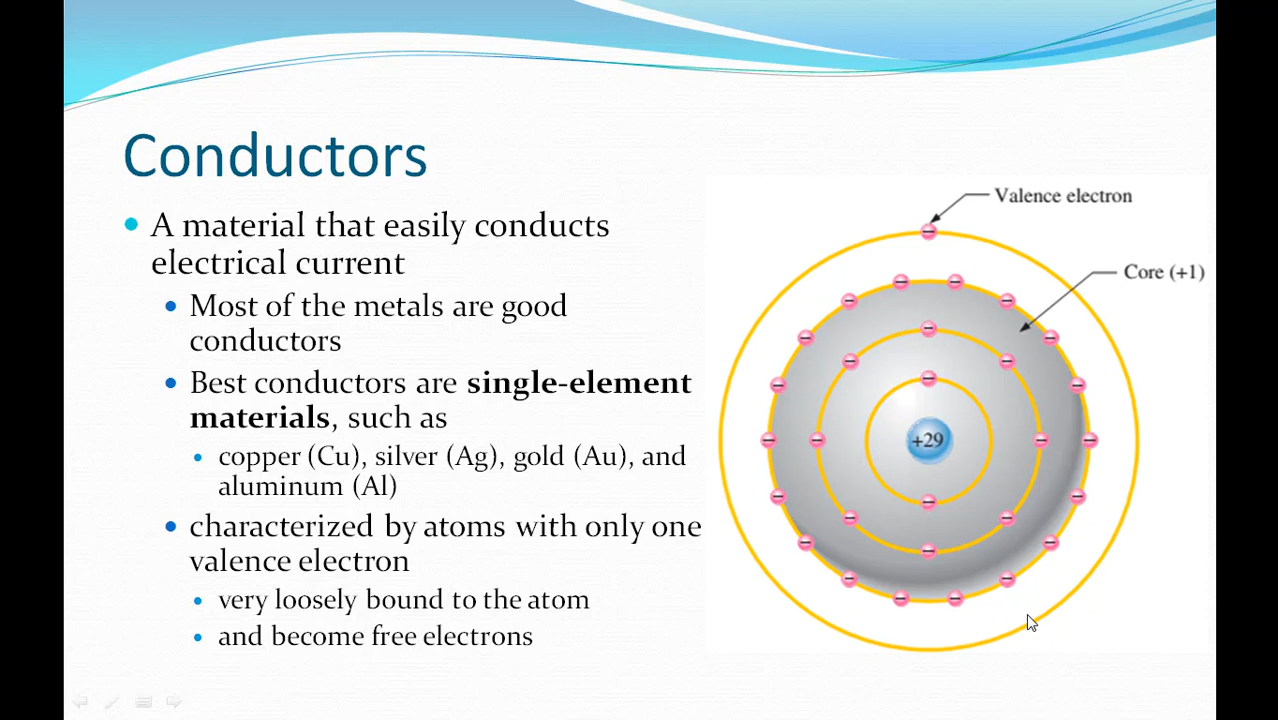 Conductors
A material that easily conducts
electrical current
Most of the metals are good
conductors
Best conductors are single-element
materials, such as
copper (Cu), silver (Ag), gold (Au), and
aluminum (Al)
characterized by atoms with only one
valence electron
very loosely bound to the atom
and become free electrons
Valence electron
Core (+1)
+29